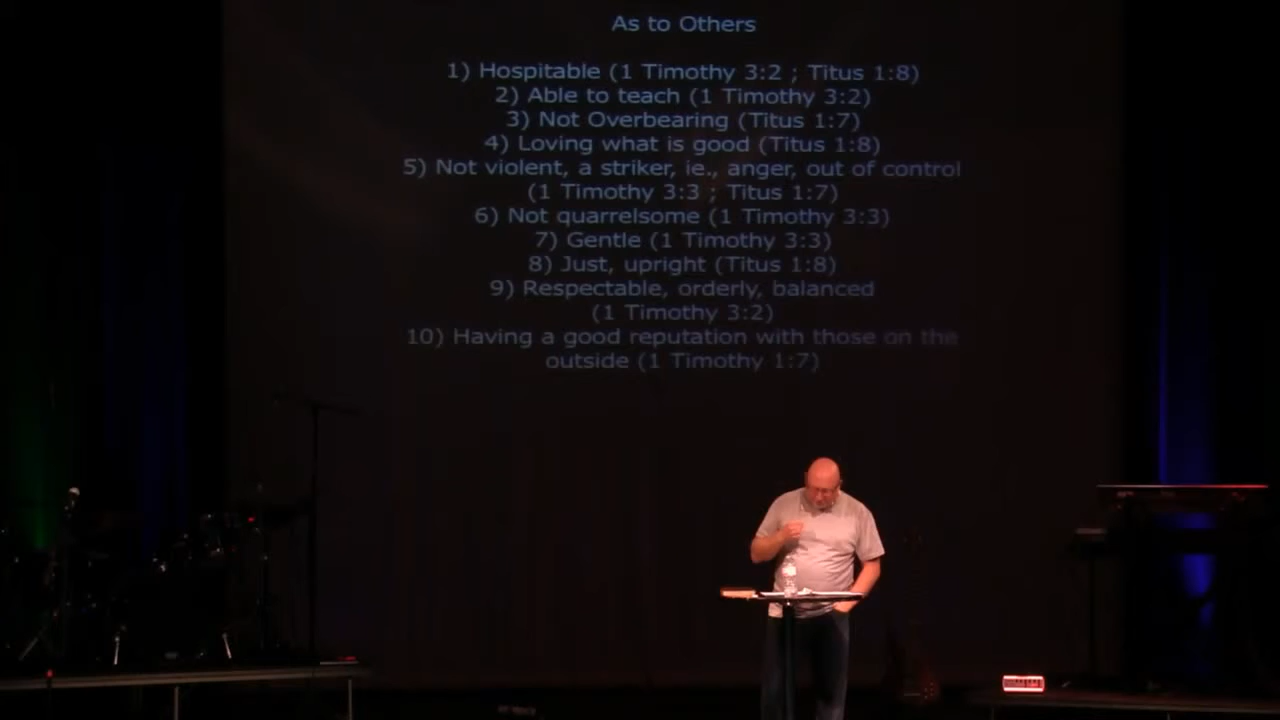 As to Others
1) Hospitable (1 Timothy 3:2 ; Titus 1:8)
2) Able to teach (1 Timothy 3:2)
3) Not Overbearing (Titus 1:7)
4) Loving what is good (Titus 1:8)
5) Not violent, a striker, ie., anger, out of control
(1 Timothy 3:3 ; Titus 1:7)
6) Not quarrelsome (1 Timothy 3:3)
7) Gentle (1 Timothy 3:3)
8) Just, upright (Titus 1:8)
9) Respectable, orderly, balanced
(1 Timothy 3:2)
10) Having a good reputation with those on the
outside (1 Timothy 1:7)